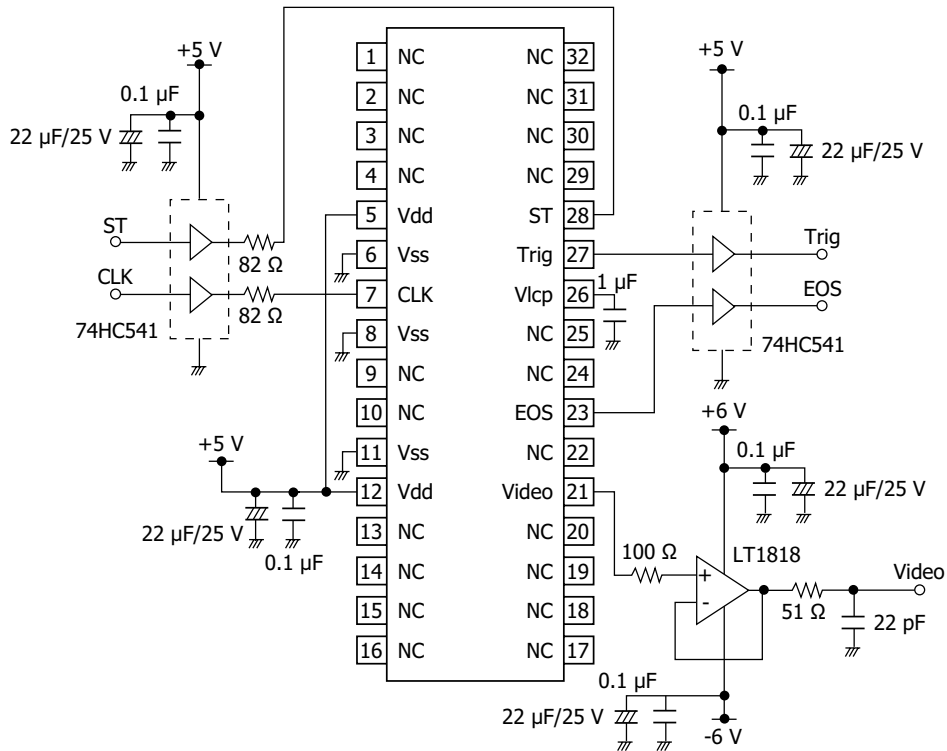 +5 V
0.1 µF
22 µF/25 V
ST
82 Ω
CLK
82 Ω
74HC541
+5 V
22 µF/25 V
0.1 µF
1 NC
2 NC
3 NC
4 NC
5 Vdd
6 Vss
7 CLK
8 Vss
9 NC
10 NC
11 Vss
12 Vdd
13 NC
14 NC
15 NC
16 NC
NC 32
NC 31
NC 30
NC 29
ST 28
Trig 27
Vlcp 26
NC 25
NC 24
EOS 23
NC 22
Video 21
NC 20
NC 19
NC 18
NC 17
1 µF
+5 V
0.1 µF
22 µF/25 V
Trig
EOS
74HC541
+6 V
0.1 µF
22 µF/25 V
100 Ω
LT1818
+
-
51 Ω
Video
22 pF
0.1 µF
22 µF/25 V
-6 V